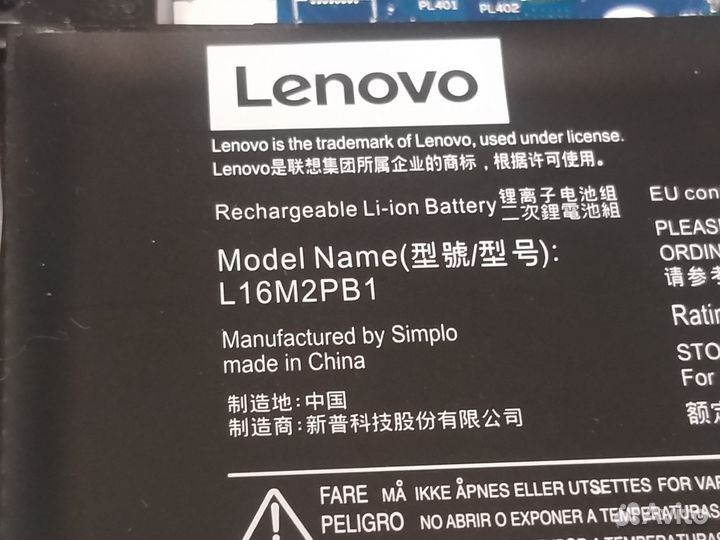 PL401 PL402
Lenovo
Lenovo is the trademark of Lenovo, used under license.
Lenovo是联想集团所属企业的商标，根据许可使用。
Rechargeable Li-ion Battery 锂离子电池组
二次鋰電池組
Model Name(型號/型号):
L16M2PB1
Manufactured by Simplo
made in China
制造地:中国
制造商:新普科技股份有限公司
EU con
PLEAS
ORDIN
请参
Ratin
STO
For
额定
FARE MÅ IKKE ÅPNES ELLER UTSETTES FOR VAR
PELIGRO NO ABRIR O EXPONER A TEMPERATURAS
Avito